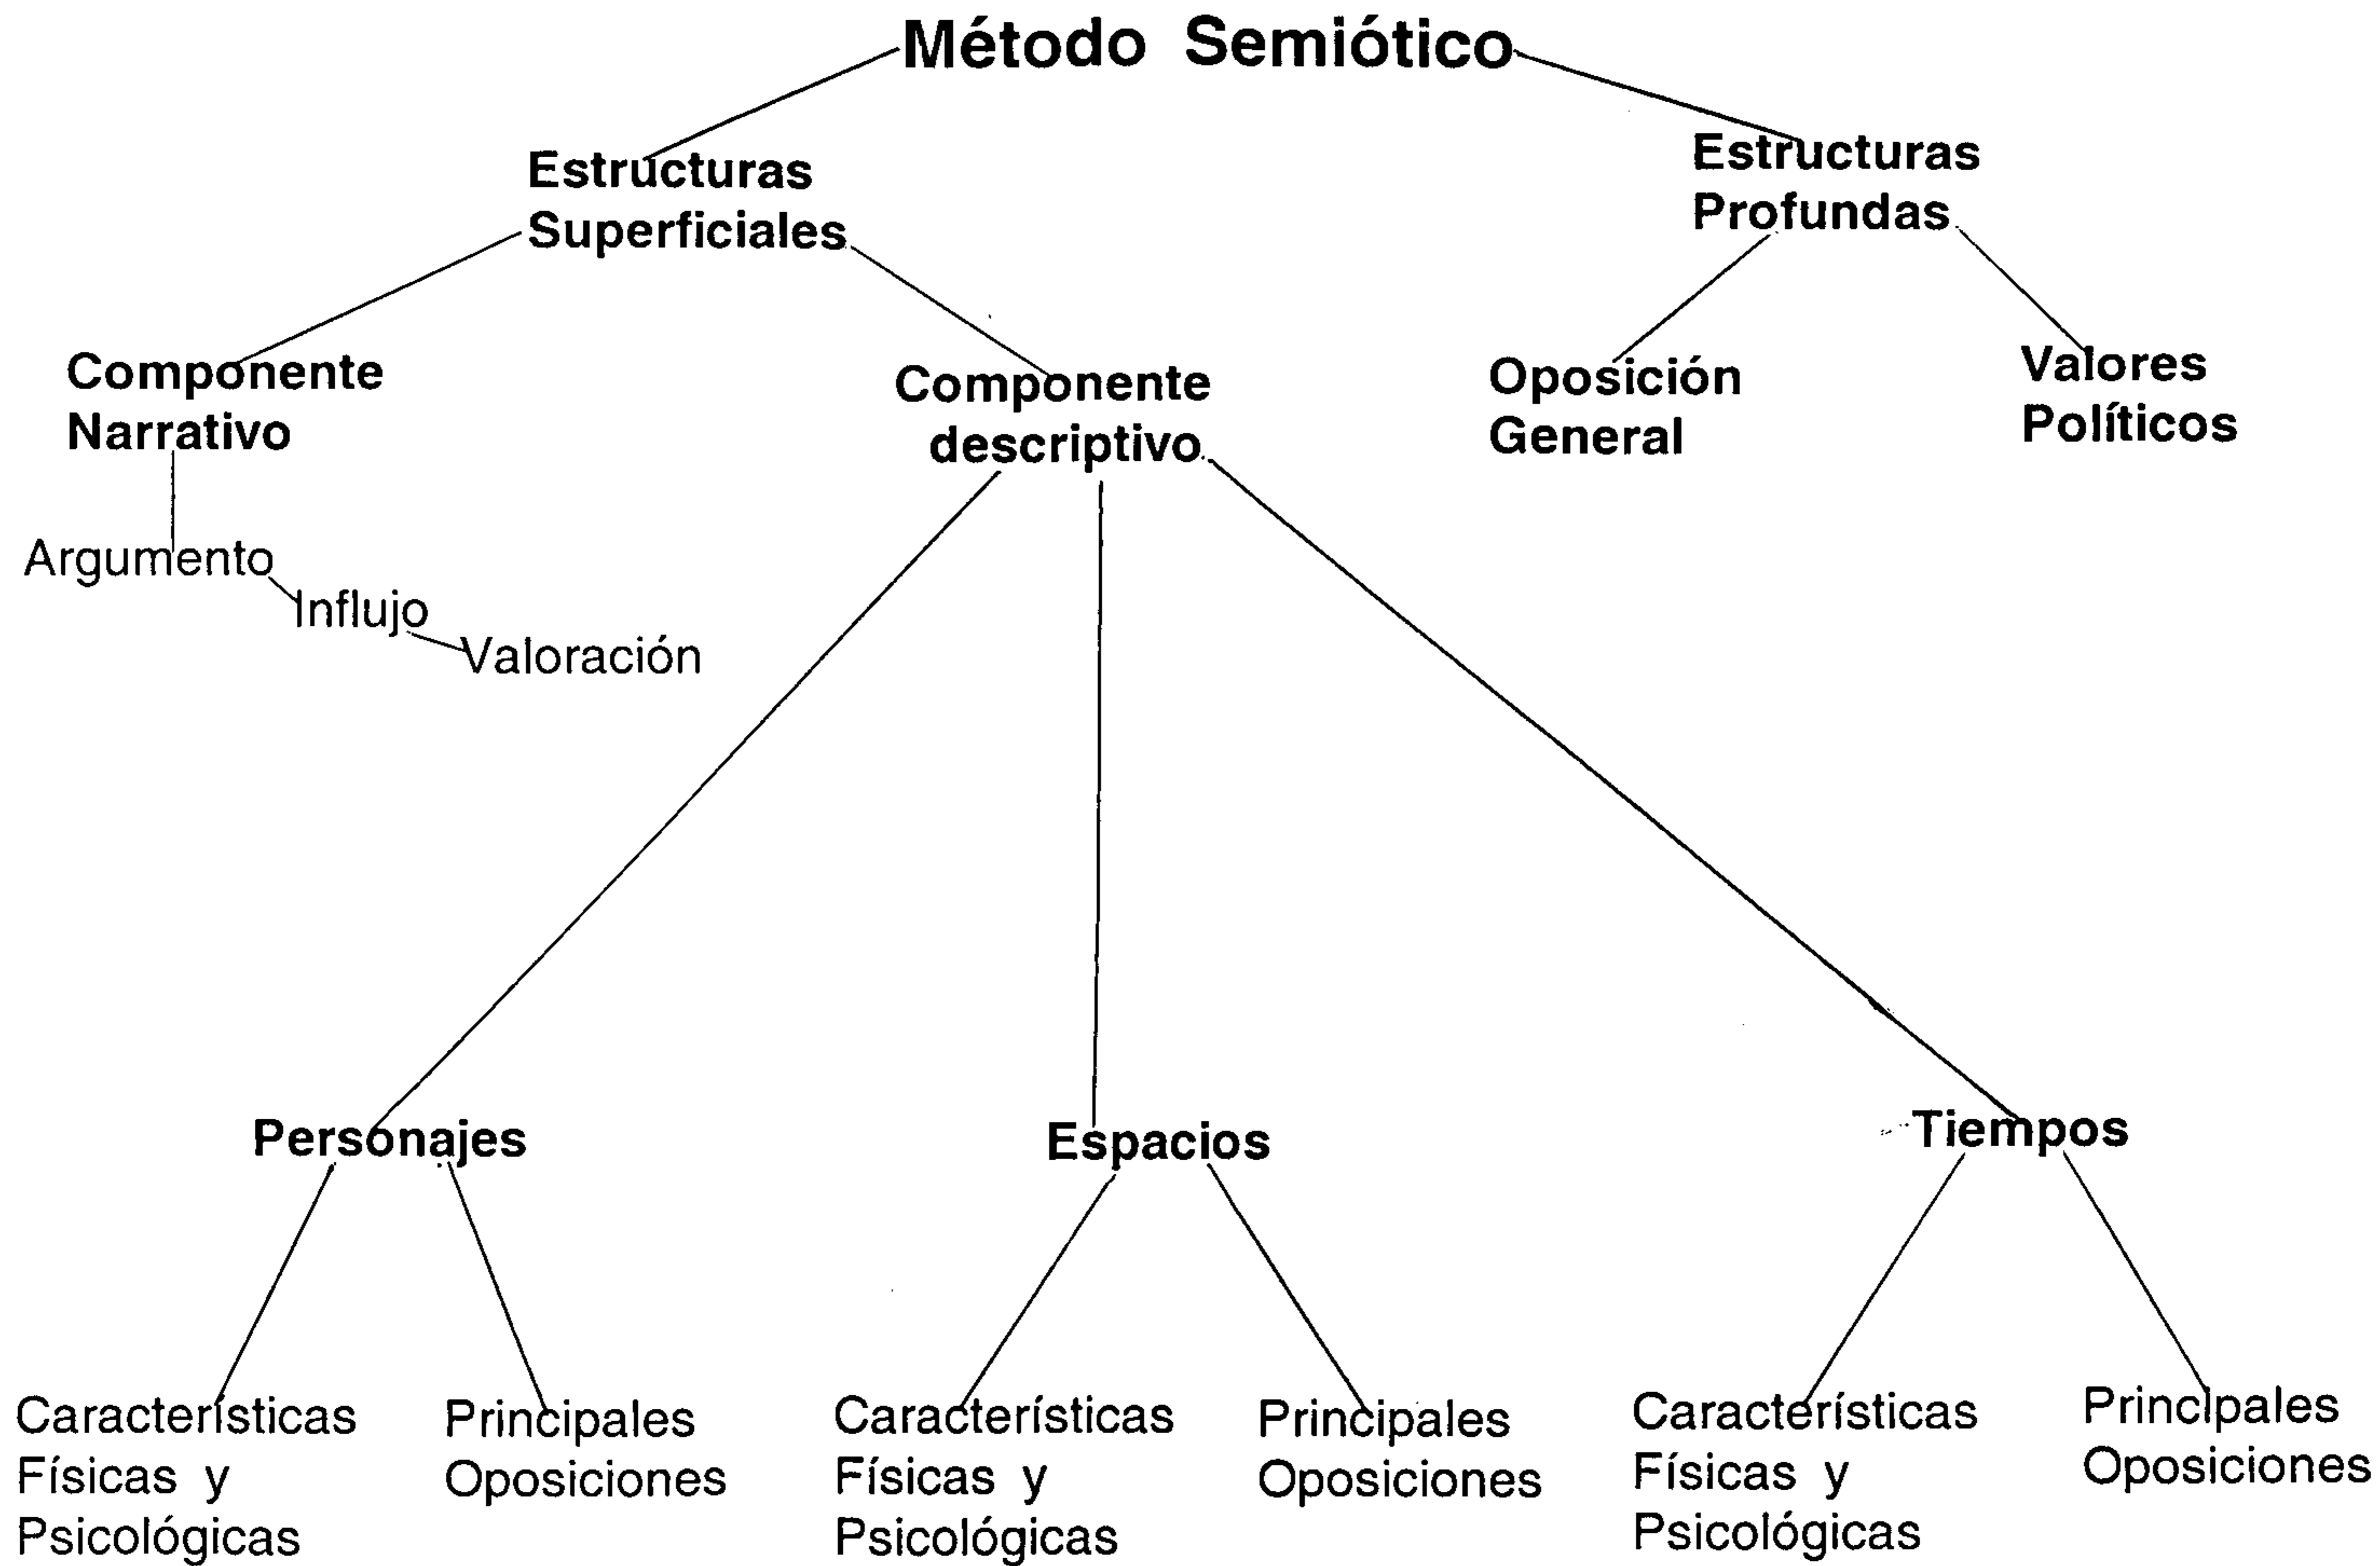 Método Semiótico
Estructuras
Superficiales
Estructuras
Profundas
Componente
Narrativo
Componente
descriptivo
Oposición
General
Valores
Políticos
Argumento
Influjo
Valoración
Personajes
Espacios
Tiempos
Características
Físicas y
Psicológicas
Principales
Oposiciones
Características
Físicas y
Psicológicas
Principales
Oposiciones
Características
Físicas y
Psicológicas
Principales
Oposiciones